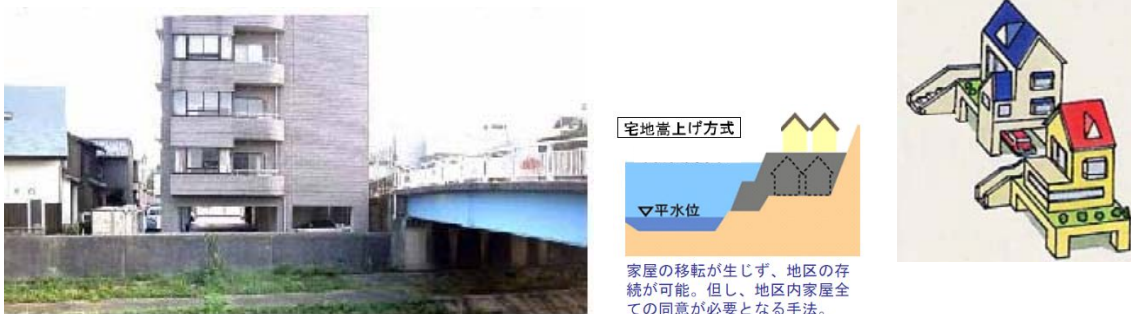 宅地嵩上げ方式
▽平水位
家屋の移転が生じず、地区の存
続が可能。但し、地区内家屋全
ての同意が必要となる手法。